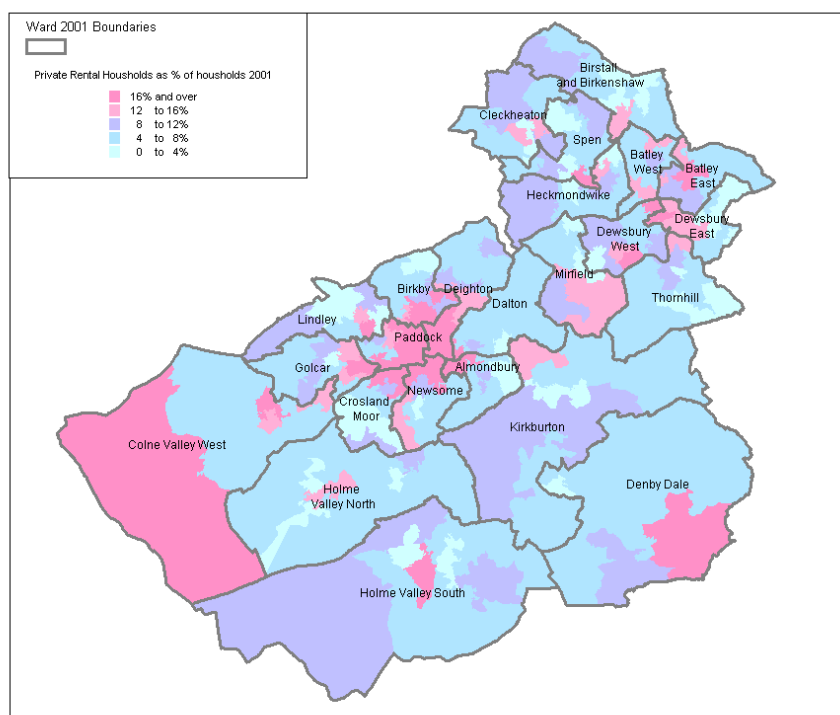 Ward 2001 Boundaries
Private Rental Housholds as % of housholds 2001
16% and over
12 to 16%
8 to 12%
4 to 8%
0 to 4%
Birstall
and Birkenshaw
Cleckheaton
Spen
Batley
West
Batley
East
Heckmondwike
Dewsbury
East
Dewsbury
West
Mirfield
Thornhill
Birkby
Deighton
Dalton
Lindley
Paddock
Golcar
Almondbury
Newsome
Crosland
Moor
Kirkburton
Colne Valley West
Holme
Valley North
Denby Dale
Holme Valley South